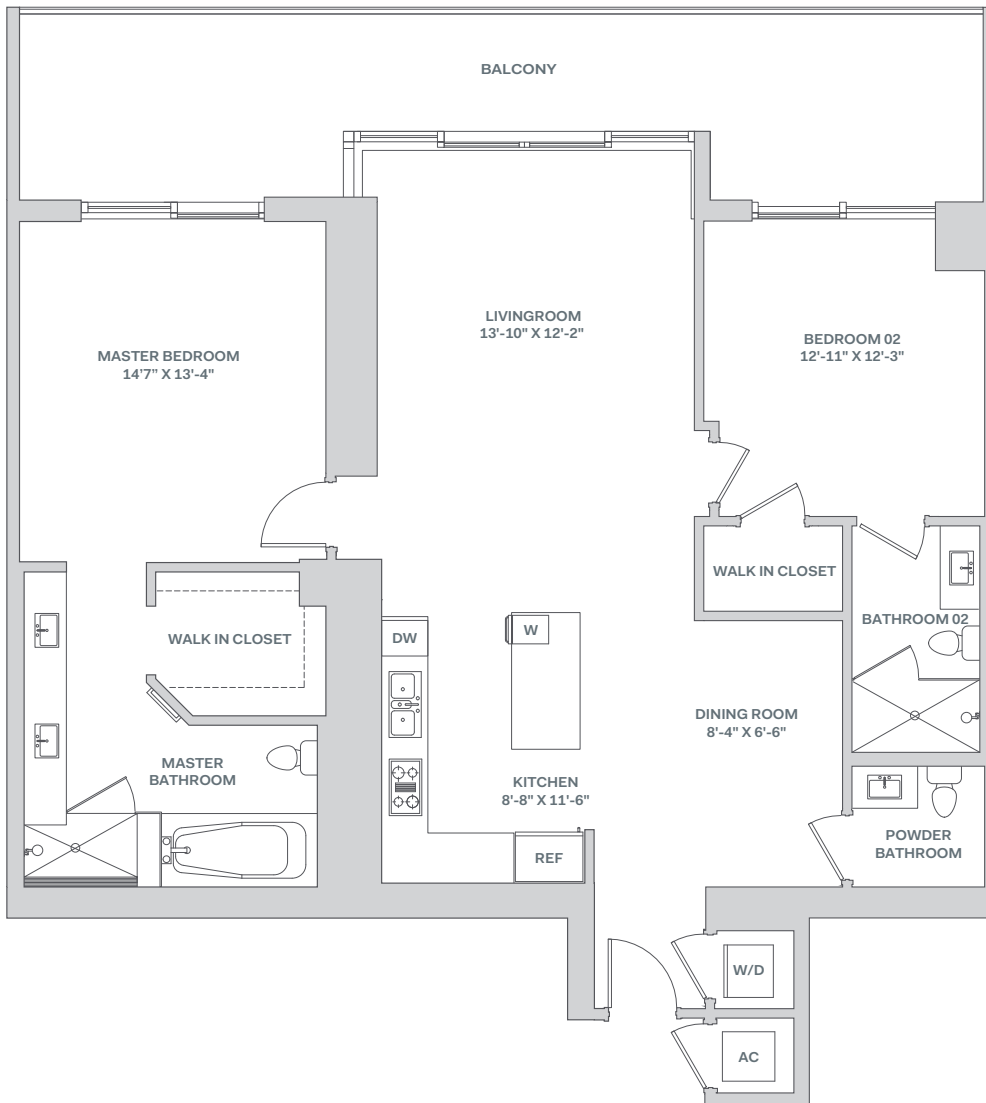 BALCONY
LIVINGROOM
13'-10" X 12'-2"
MASTER BEDROOM
14'7” X 13'-4"
BEDROOM 02
12'-11" X 12'-3"
WALK IN CLOSET
WALK IN CLOSET
BATHROOM 02
DW
W
DINING ROOM
8'-4" X 6'-6"
MASTER
BATHROOM
KITCHEN
8'-8" X 11'-6"
POWDER
BATHROOM
REF
W/D
AC